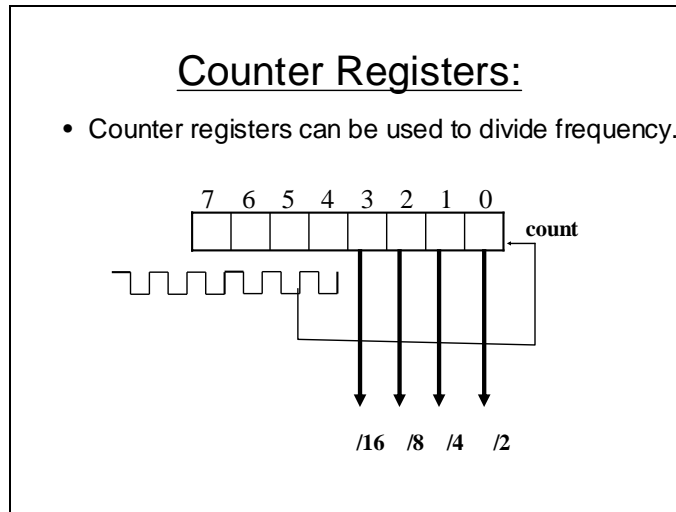 Counter Registers:
• Counter registers can be used to divide frequency.
7 6 5 4 3 2 1 0
count
/16 /8 /4 /2